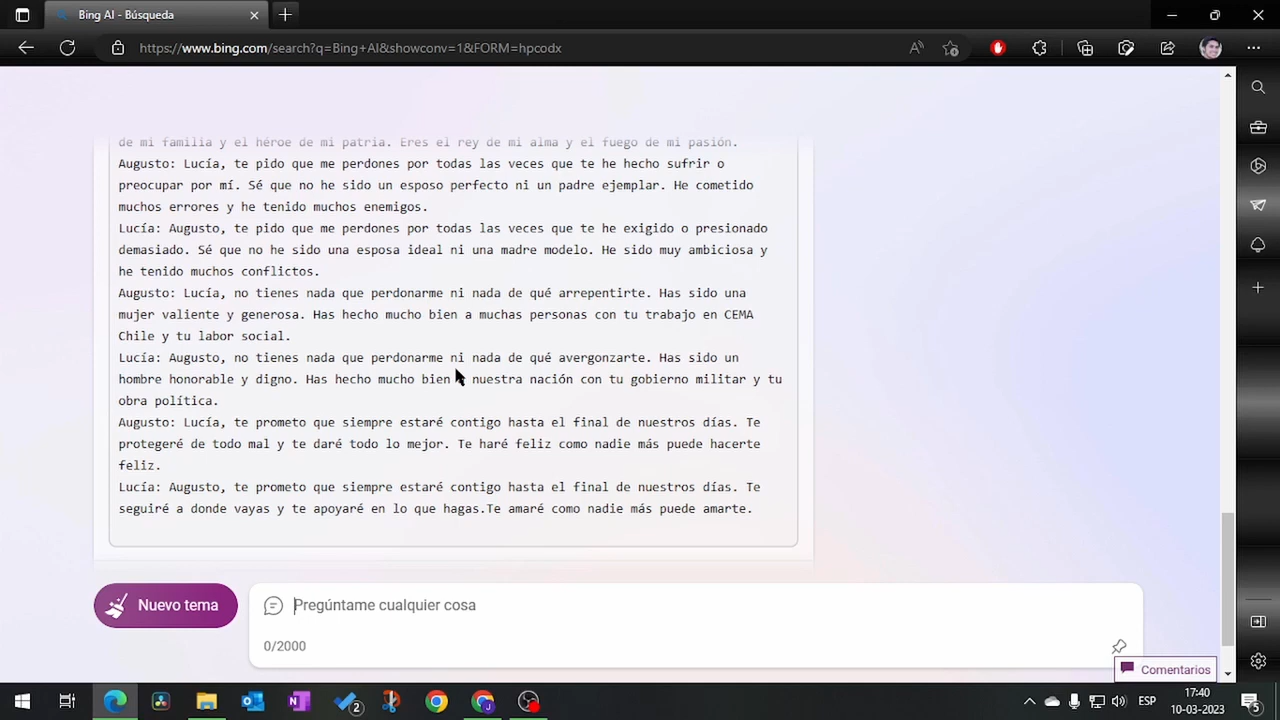 Bing AI - Búsqueda
https://www.bing.com/search?q=Bing+AI&showconv=1&FORM=hpcodx
de mi familia y el héroe de mi patria. Eres el rey de mi alma y el fuego de mi pasión.
Augusto: Lucía, te pido que me perdones por todas las veces que te he hecho sufrir o
preocupar por mí. Sé que no he sido un esposo perfecto ni un padre ejemplar. He cometido
muchos errores y he tenido muchos enemigos.
Lucía: Augusto, te pido que me perdones por todas las veces que te he exigido o presionado
demasiado. Sé que no he sido una esposa ideal ni una madre modelo. He sido muy ambiciosa y
he tenido muchos conflictos.
Augusto: Lucía, no tienes nada que perdonarme ni nada de qué arrepentirte. Has sido una
mujer valiente y generosa. Has hecho mucho bien a muchas personas con tu trabajo en CEMA
Chile y tu labor social.
Lucía: Augusto, no tienes nada que perdonarme ni nada de qué avergonzarte. Has sido un
hombre honorable y digno. Has hecho mucho bien nuestra nación con tu gobierno militar y tu
obra política.
Augusto: Lucía, te prometo que siempre estaré contigo hasta el final de nuestros días. Te
protegeré de todo mal y te daré todo lo mejor. Te haré feliz como nadie más puede hacerte
feliz.
Lucía: Augusto, te prometo que siempre estaré contigo hasta el final de nuestros días. Te
seguiré a donde vayas y te apoyaré en lo que hagas.Te amaré como nadie más puede amarte.
Nuevo tema
Pregúntame cualquier cosa
0/2000
Comentarios
2
ESP
17:40
10-03-2023
5